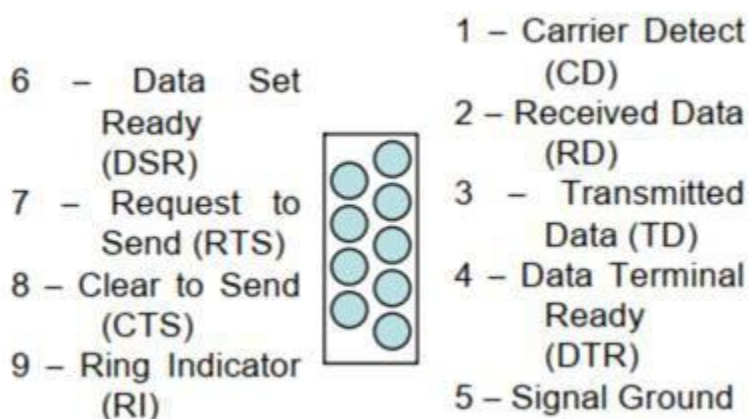 6 – Data Set
Ready
(DSR)
7 – Request to
Send (RTS)
8 – Clear to Send
(CTS)
9 – Ring Indicator
(RI)
1 – Carrier Detect
(CD)
2 – Received Data
(RD)
3 – Transmitted
Data (TD)
4 – Data Terminal
Ready
(DTR)
5 – Signal Ground